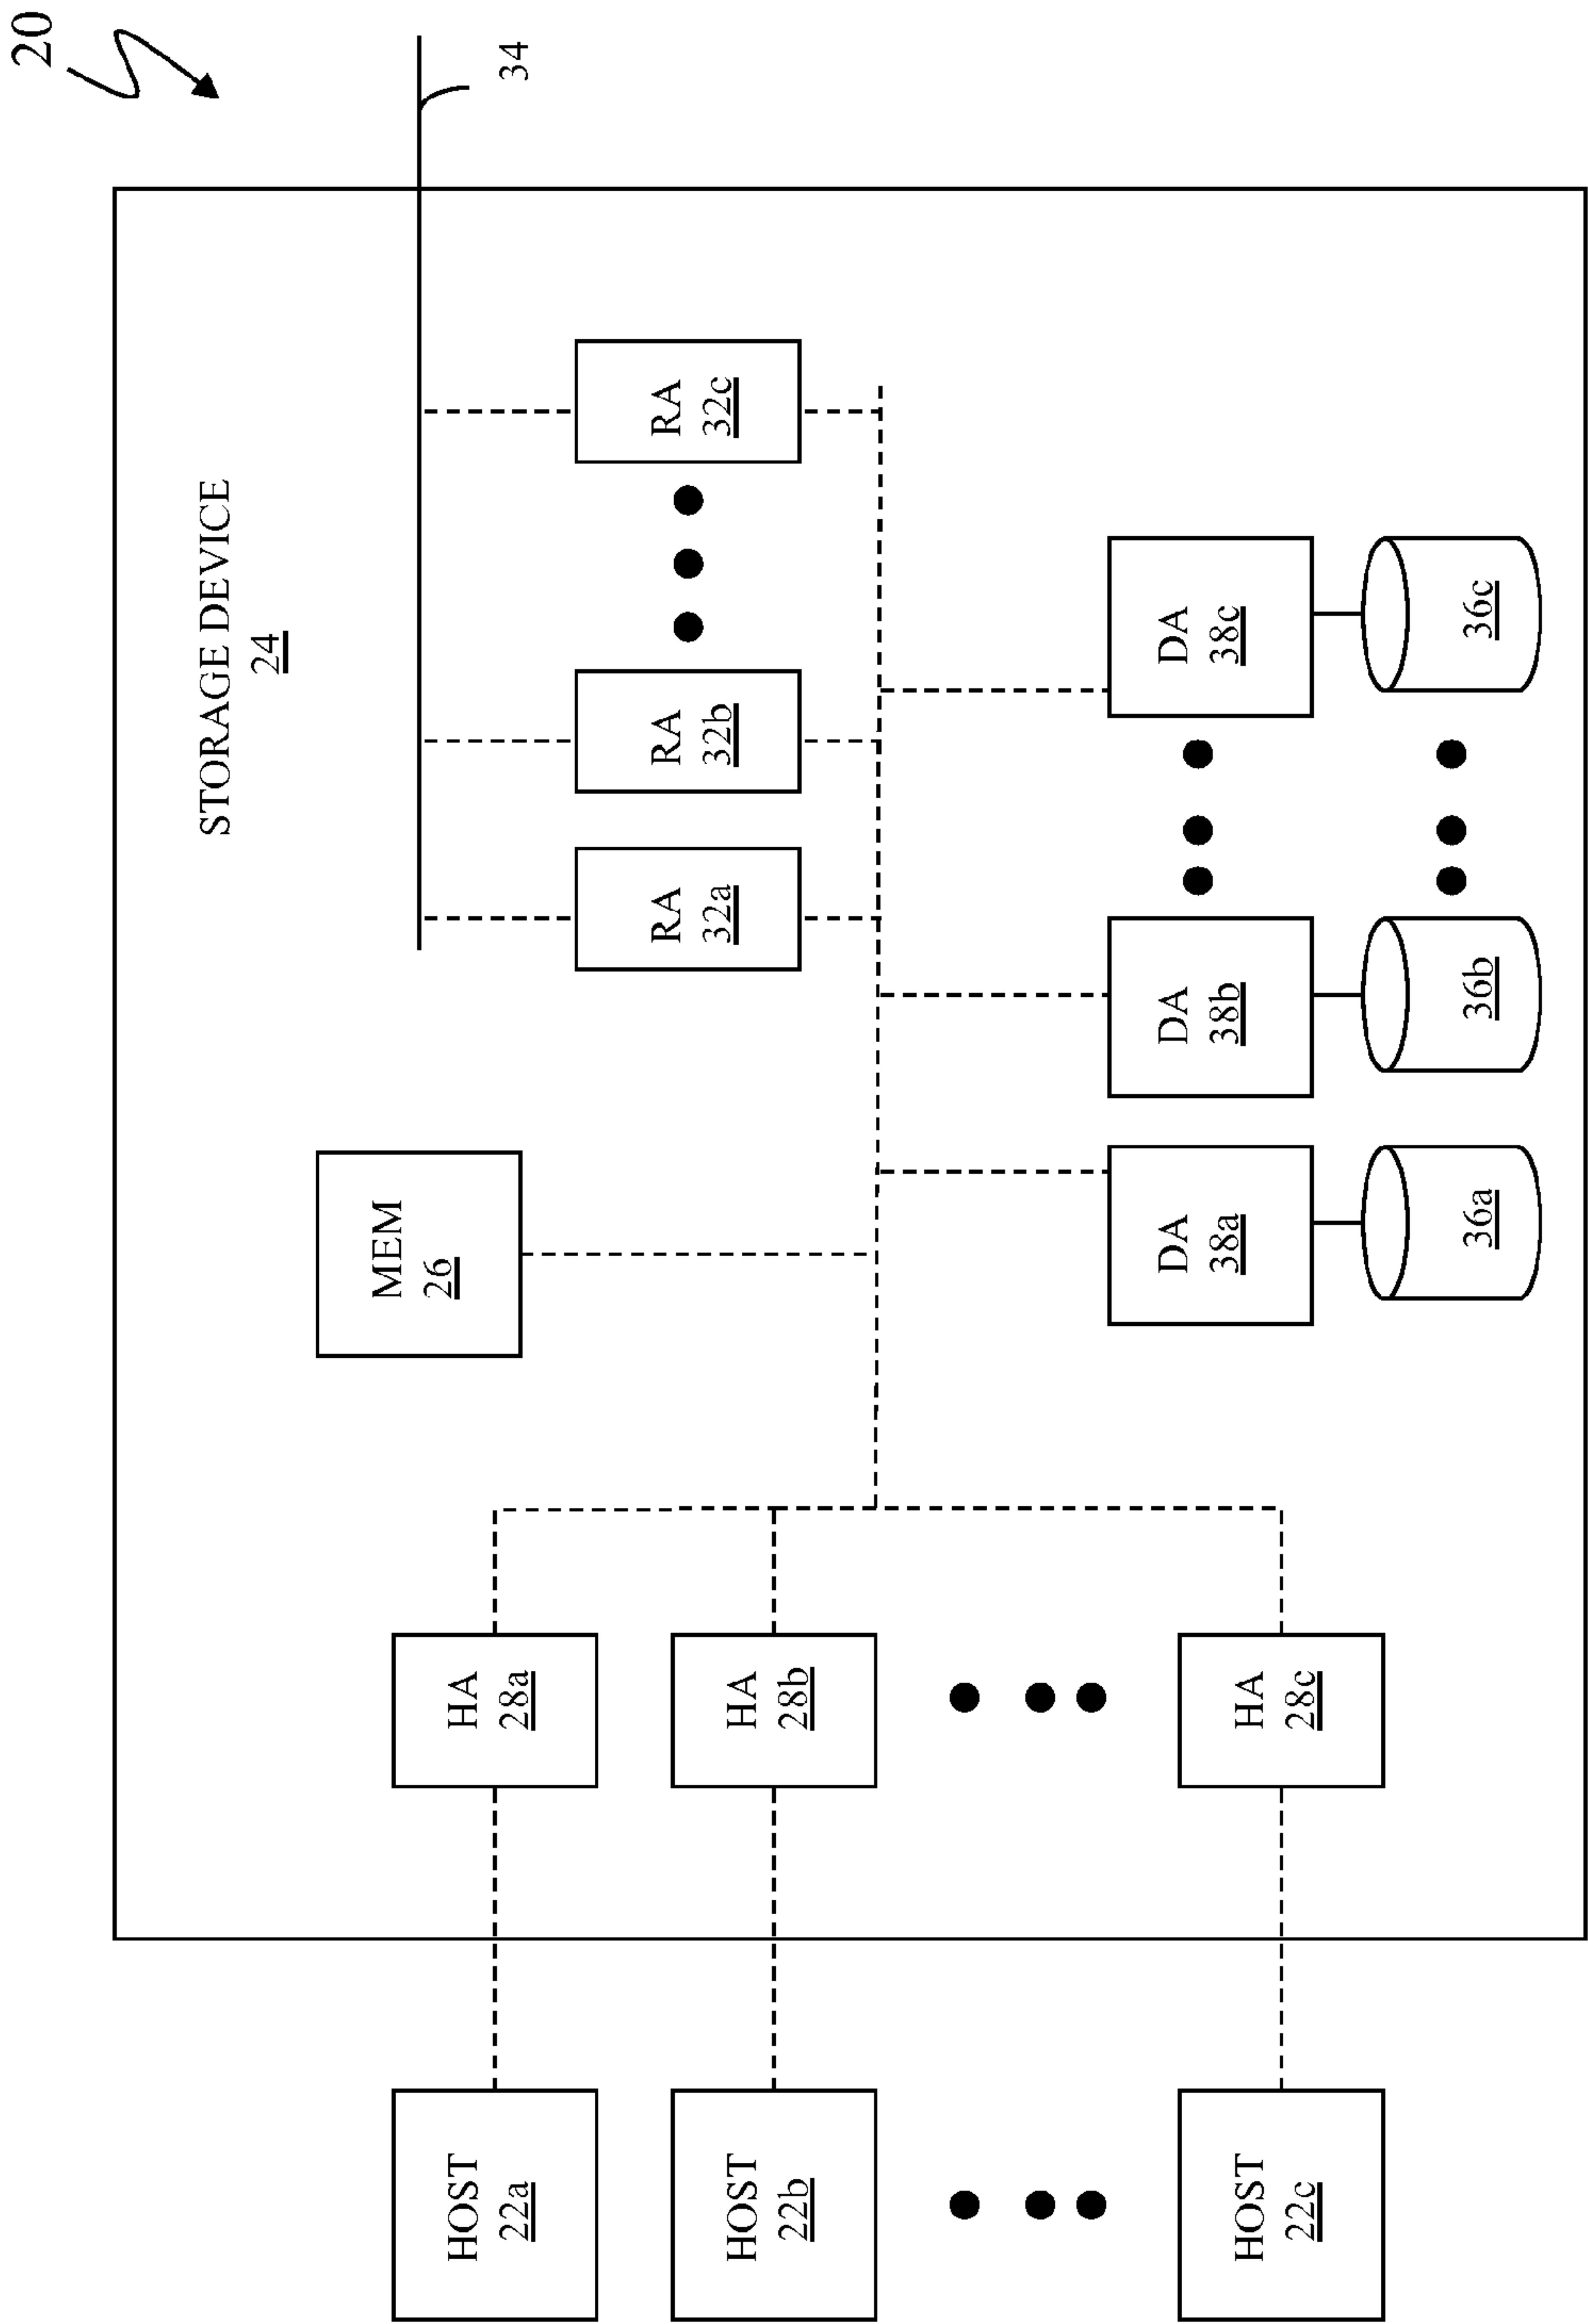 20
STORAGE DEVICE
24
34
MEM
26
RA
32a
RA
32b
RA
32c
HOST
22a
HA
28a
HOST
22b
HA
28b
HOST
22c
HA
28c
DA
38a
DA
38b
DA
38c
36a
36b
36c